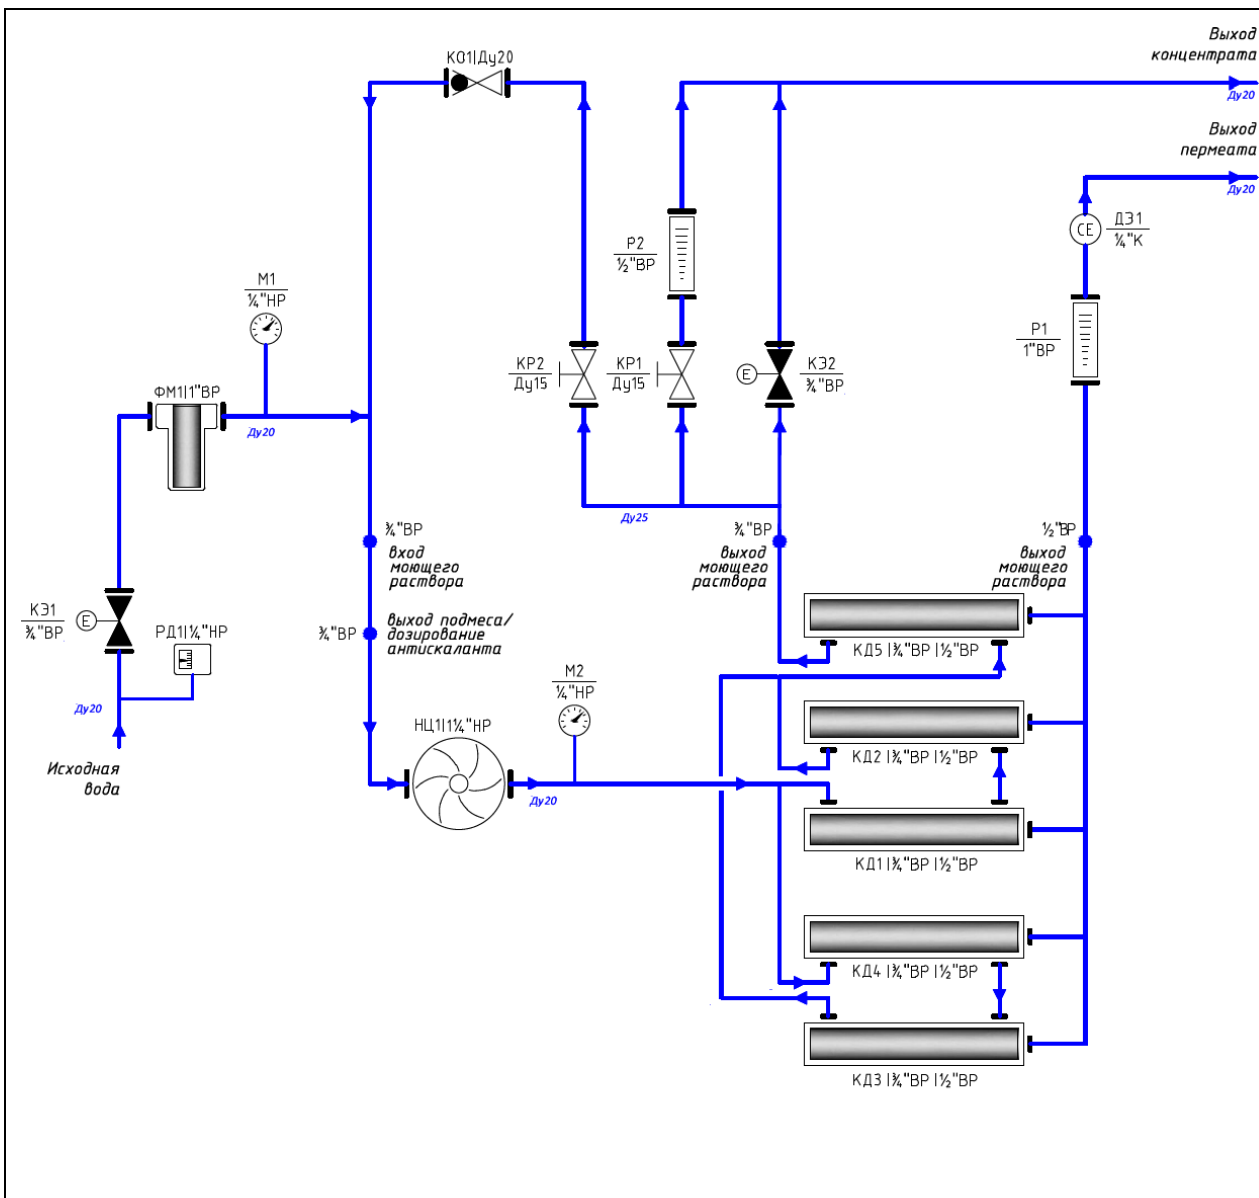 Выход
концентрата
Ду20
Выход
пермеата
Ду20
КО1|Ду20
Р2
½"ВР
ДЭ1
¼"К
CE
М1
¼"НР
Р1
1"ВР
КР2
Ду15
КР1
Ду15
E
КЭ2
¾"ВР
ФМ1|1"ВР
Ду20
Ду25
¾"ВР
вход
моющего
раствора
¾"ВР
выход
моющего
раствора
½"ВР
выход
моющего
раствора
КЭ1
¾"ВР
E
РД1|¼"НР
¾"ВР
выход подмеса/
дозирование
антискаланта
КД5 |¾"ВР |½"ВР
М2
¼"НР
Ду20
НЦ1|1¼"НР
КД2 |¾"ВР |½"ВР
Исходная
вода
Ду20
КД1 |¾"ВР |½"ВР
КД4 |¾"ВР |½"ВР
КД3 |¾"ВР |½"ВР